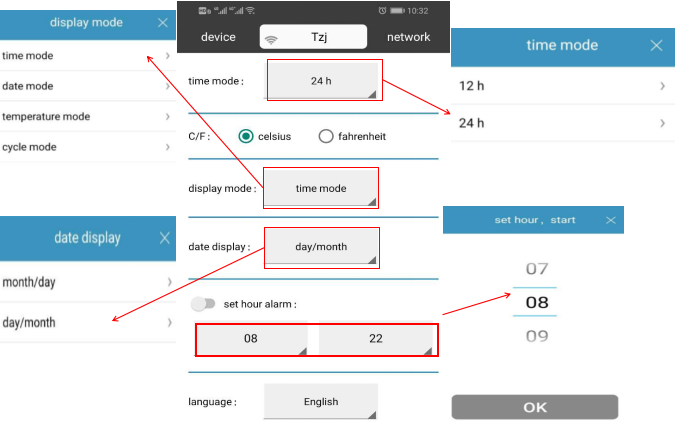 display mode
time mode
date mode
temperature mode
cycle mode
date display
month/day
day/month
10:32
device
Tzj
network
time mode:
24 h
C/F:
celsius
fahrenheit
display mode:
time mode
date display:
day/month
set hour alarm:
08
22
language:
English
time mode
12 h
24 h
set hour, start
07
08
09
OK